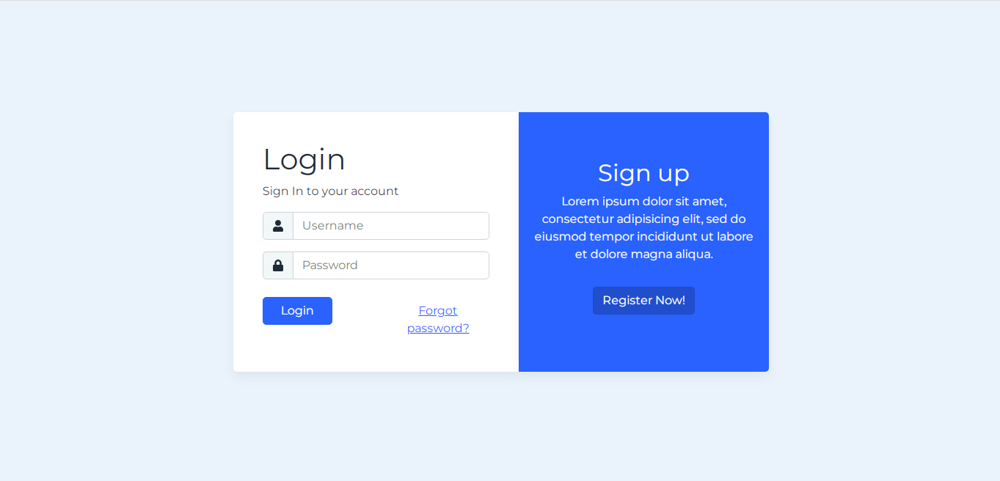 Login
Sign In to your account
Username
Password
Login
Forgot
password?
Sign up
Lorem ipsum dolor sit amet,
consectetur adipisicing elit, sed do
eiusmod tempor incididunt ut labore
et dolore magna aliqua.
Register Now!